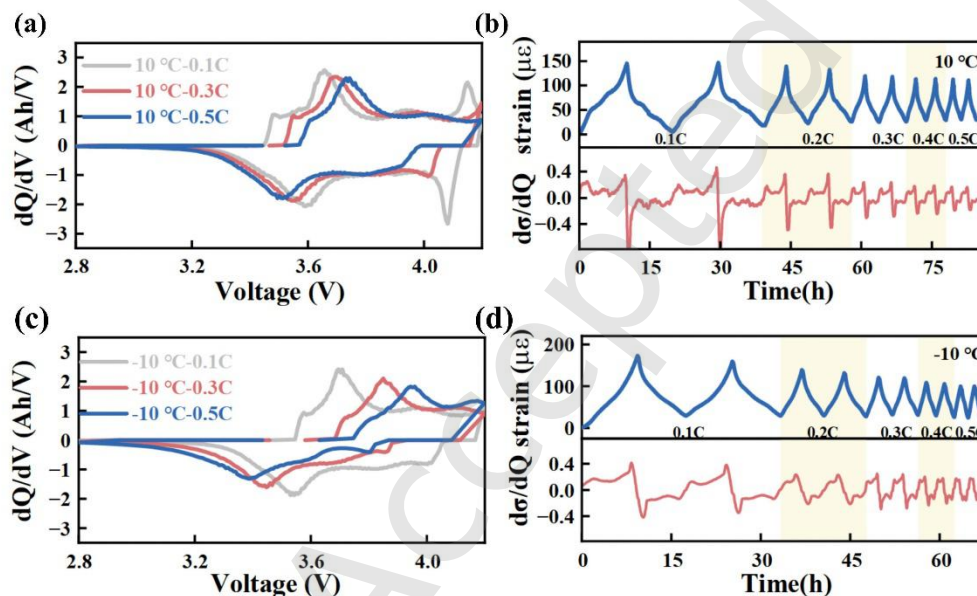 (a)
dQ/dV (Ah/V)
3
2
1
0
−1
−2
−3
10 °C-0.1C
10 °C-0.3C
10 °C-0.5C
2.8 3.2 3.6 4.0
Voltage (V)
(b)
dσ/dQ strain (με)
150
100
50
0
10 °C
0.1C 0.2C 0.3C 0.4C 0.5C
0.0
−0.4
0 15 30 45 60 75
Time(h)
(c)
dQ/dV (Ah/V)
3
2
1
0
−1
−2
−3
-10 °C-0.1C
-10 °C-0.3C
-10 °C-0.5C
2.8 3.2 3.6 4.0
Voltage (V)
(d)
dσ/dQ strain (με)
200
100
0
-10 °C
0.1C 0.2C 0.3C 0.4C 0.5C
0.4
0.0
−0.4
0 15 30 45 60
Time(h)
Accepted